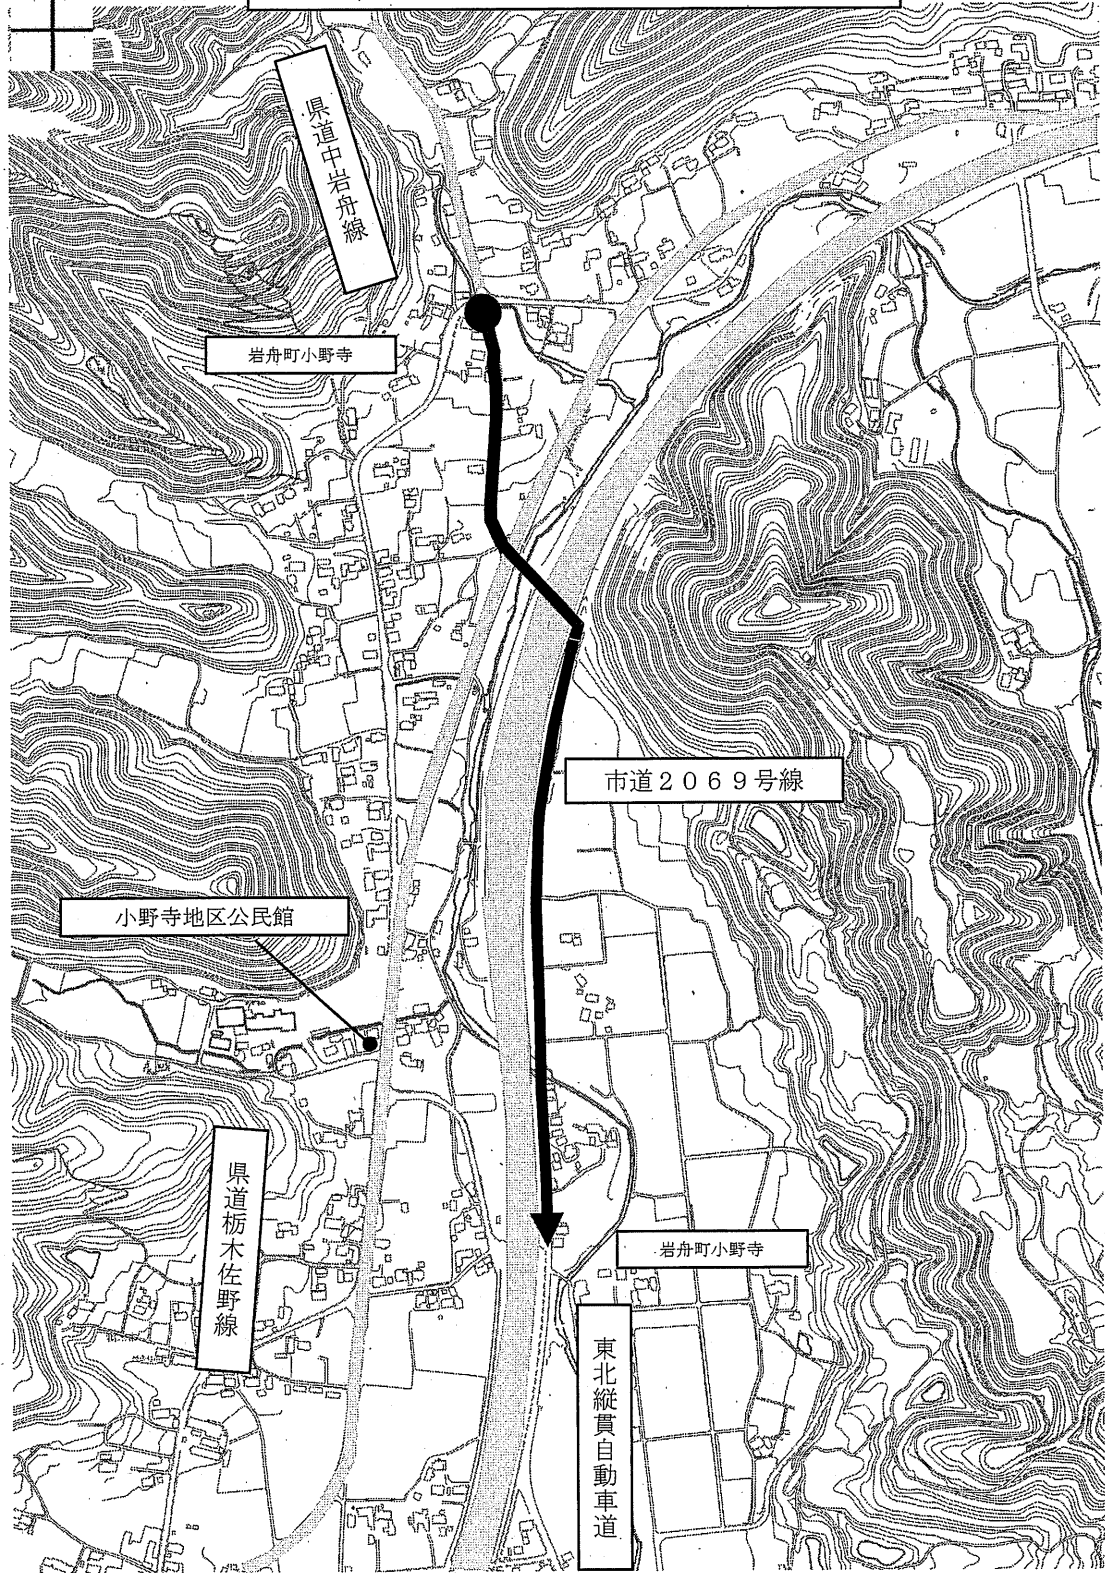 県道中岩舟線
岩舟町小野寺
市道2069号線
小野寺地区公民館
県道栃木佐野線
岩舟町小野寺
東北縦貫自動車道